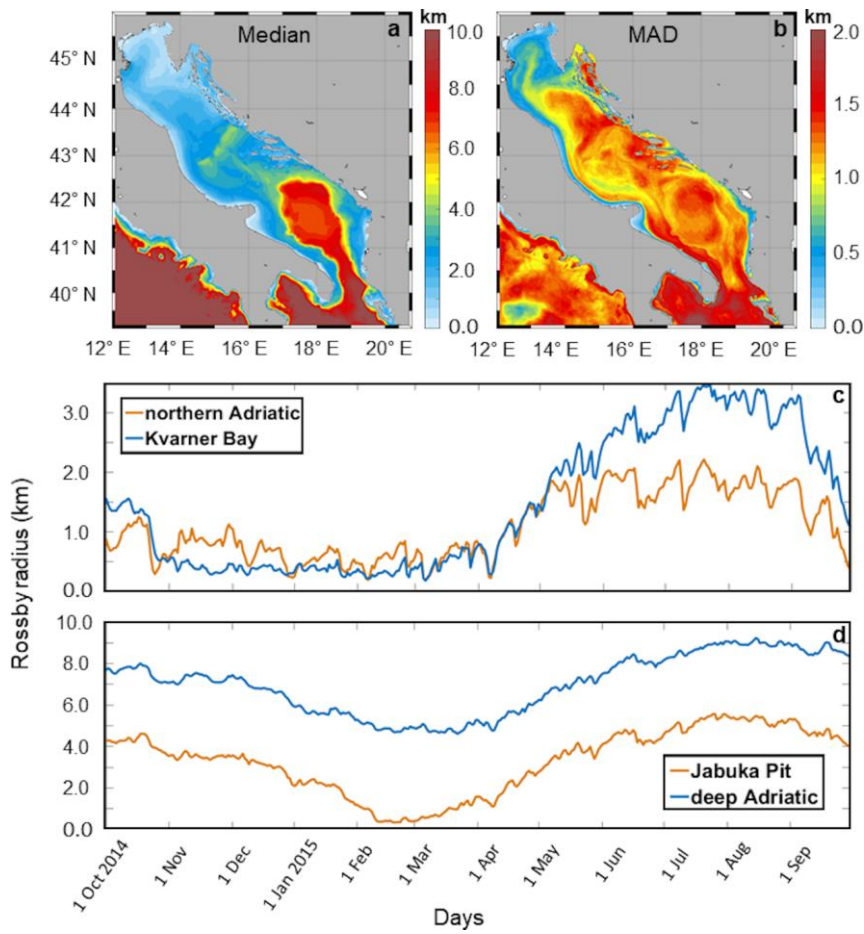 km
Median
a
10.0
8.0
6.0
4.0
2.0
0.0
45° N
44° N
43° N
42° N
41° N
40° N
12° E
14° E
16° E
18° E
20° E
km
MAD
b
2.0
1.5
1.0
0.5
0.0
12° E
14° E
16° E
18° E
20° E
c
northern Adriatic
Kvarner Bay
3.0
2.0
1.0
0.0
Rossby radius (km)
d
10.0
8.0
6.0
4.0
2.0
0.0
Jabuka Pit
deep Adriatic
1 Oct 2014
1 Nov
1 Dec
1 Jan 2015
1 Feb
1 Mar
1 Apr
1 May
1 Jun
1 Jul
1 Aug
1 Sep
Days